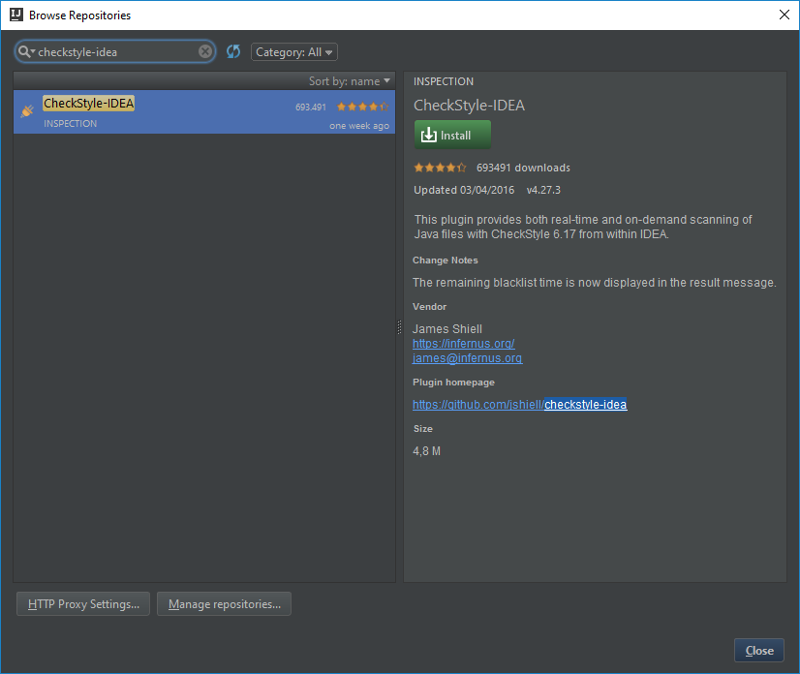 Browse Repositories
checkstyle-idea
Category: All
Sort by: name
CheckStyle-IDEA
693.491
INSPECTION
one week ago
INSPECTION
CheckStyle-IDEA
Install
693491 downloads
Updated 03/04/2016 v4.27.3
This plugin provides both real-time and on-demand scanning of
Java files with CheckStyle 6.17 from within IDEA.
Change Notes
The remaining blacklist time is now displayed in the result message.
Vendor
James Shiell
https://infernus.org/
james@infernus.org
Plugin homepage
https://github.com/jshiell/checkstyle-idea
Size
4,8 M
HTTP Proxy Settings...
Manage repositories...
Close